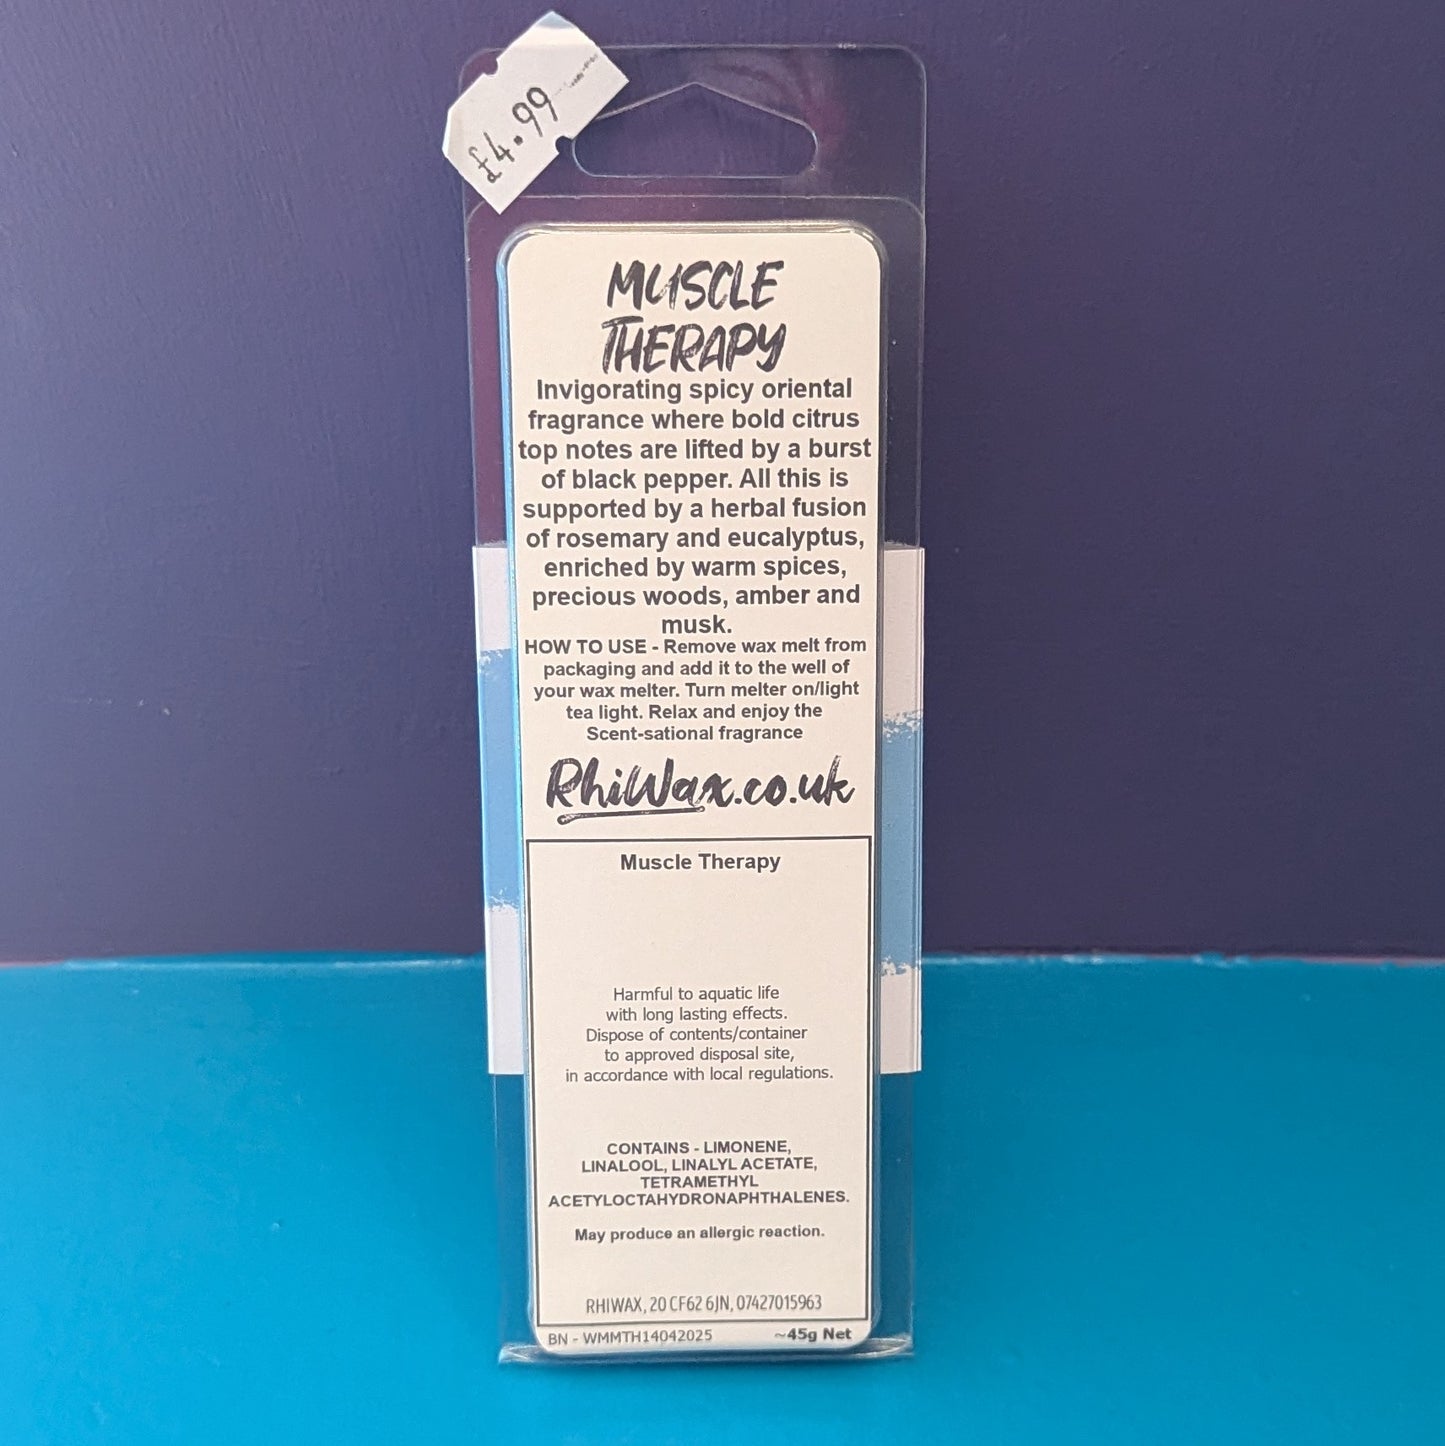 £4.99
MUSCLE
THERAPY
Invigorating spicy oriental
fragrance where bold citrus
top notes are lifted by a burst
of black pepper. All this is
supported by a herbal fusion
of rosemary and eucalyptus,
enriched by warm spices,
precious woods, amber and
musk.
HOW TO USE - Remove wax melt from
packaging and add it to the well of
your wax melter. Turn melter on/light
tea light. Relax and enjoy the
Scent-sational fragrance
RhiWax.co.uk
Muscle Therapy
Harmful to aquatic life
with long lasting effects.
Dispose of contents/container
to approved disposal site,
in accordance with local regulations.
CONTAINS - LIMONENE,
LINALOOL, LINALYL ACETATE,
TETRAMETHYL
ACETYLOCTAHYDRONAPHTHALENES.
May produce an allergic reaction.
RHIWAX, 20 CF62 6JN, 07427015963
BN - WMMTH14042025 ~45g Net